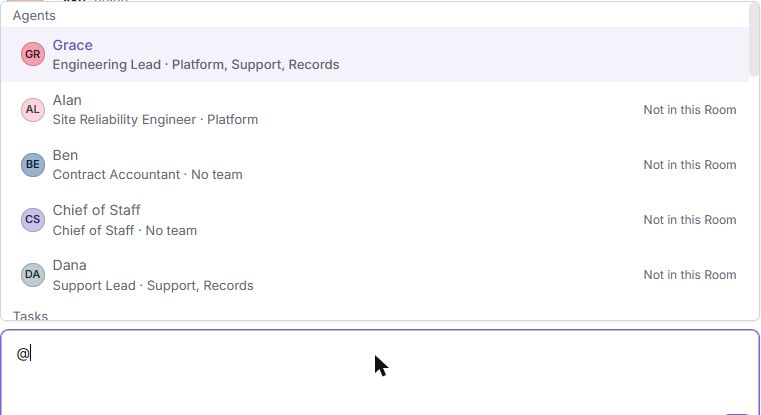 Agents
GR
Grace
Engineering Lead · Platform, Support, Records
AL
Alan
Site Reliability Engineer · Platform
Not in this Room
BE
Ben
Contract Accountant · No team
Not in this Room
CS
Chief of Staff
Chief of Staff · No team
Not in this Room
DA
Dana
Support Lead · Support, Records
Not in this Room
Tasks
@